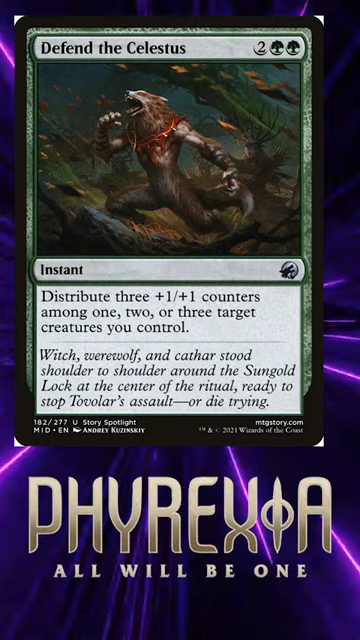 Defend the Celestus 2
Instant
Distribute three +1/+1 counters
among one, two, or three target
creatures you control.
Witch, werewolf, and cathar stood
shoulder to shoulder around the Sungold
Lock at the center of the ritual, ready to
stop Tovolar's assault—or die trying.
182/277 U Story Spotlight mtgstory.com
MID • EN Andrey Kuzinskiy ™ & © 2021 Wizards of the Coast
PHYREXIA
ALL WILL BE ONE